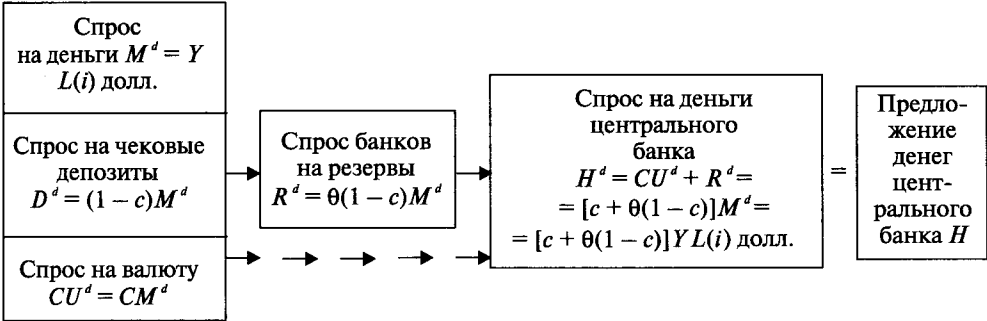 Спрос
на деньги M^d = Y
L(i) долл.
Спрос на чековые
депозиты
D^d = (1 – c)M^d
Спрос на валюту
CU^d = CM^d
Спрос банков
на резервы
R^d = θ(1 – c)M^d
Спрос на деньги
центрального
банка
H^d = CU^d + R^d =
= [c + θ(1 – c)]M^d =
= [c + θ(1 – c)]YL(i) долл.
=
Предло-
жение
денег
цент-
рального
банка H